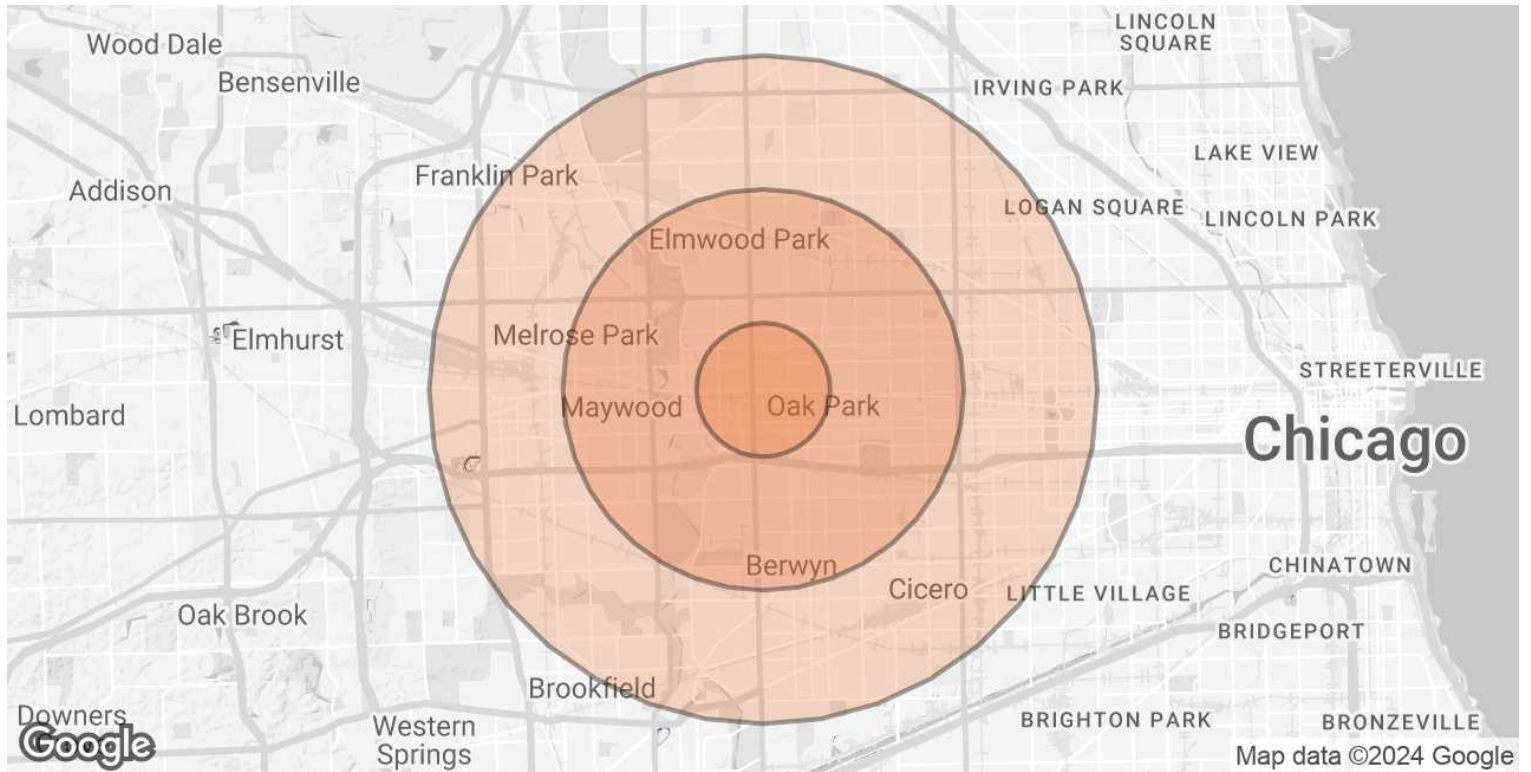 LINCOLN
SQUARE
Wood Dale
Bensenville
IRVING PARK
LAKE VIEW
Franklin Park
Addison
LOGAN SQUARE
LINCOLN PARK
Elmwood Park
Melrose Park
Elmhurst
STREETERVILLE
Maywood
Oak Park
Lombard
Chicago
CHINATOWN
Berwyn
Cicero
LITTLE VILLAGE
Oak Brook
BRIDGEPORT
Brookfield
Downers
Western
Springs
BRIGHTON PARK
BRONZEVILLE
Google
Map data ©2024 Google